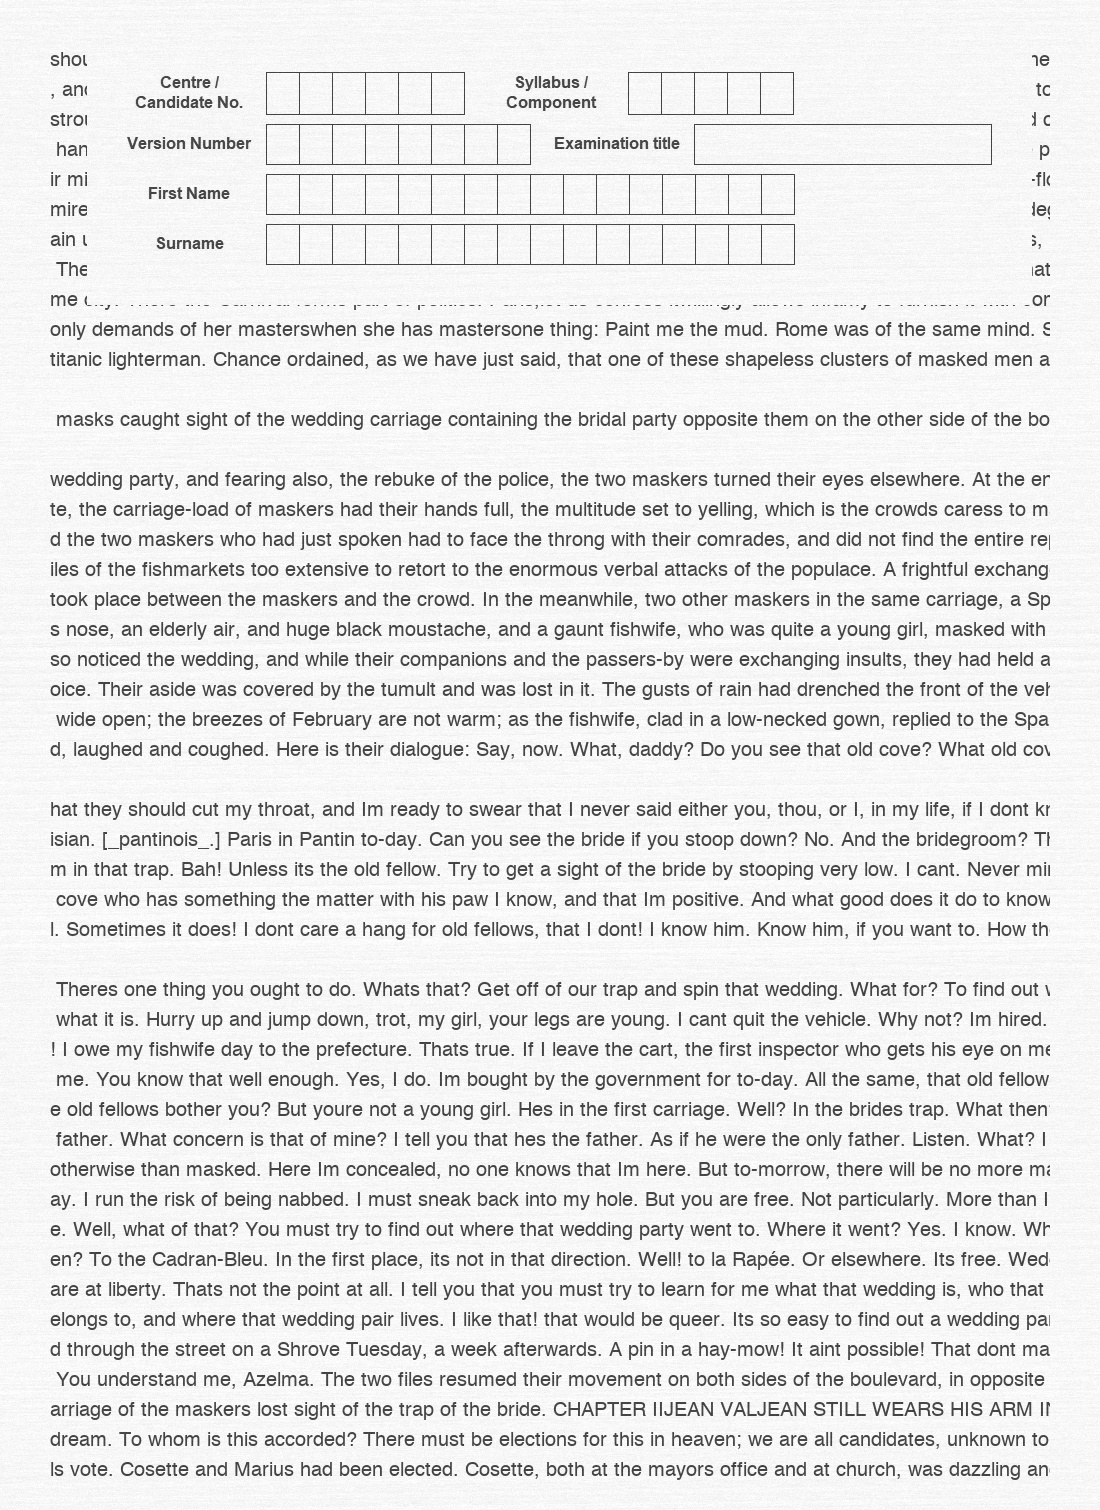 Centre / Candidate No. Syllabus / Component
Version Number Examination title
First Name
Surname
only demands of her masterswhen she has mastersone thing: Paint me the mud. Rome was of the same mind.
titanic lighterman. Chance ordained, as we have just said, that one of these shapeless clusters of masked men a
masks caught sight of the wedding carriage containing the bridal party opposite them on the other side of the bo
wedding party, and fearing also, the rebuke of the police, the two maskers turned their eyes elsewhere. At the en
te, the carriage-load of maskers had their hands full, the multitude set to yelling, which is the crowds caress to m
d the two maskers who had just spoken had to face the throng with their comrades, and did not find the entire rep
iles of the fishmarkets too extensive to retort to the enormous verbal attacks of the populace. A frightful exchang
took place between the maskers and the crowd. In the meanwhile, two other maskers in the same carriage, a Sp
s nose, an elderly air, and huge black moustache, and a gaunt fishwife, who was quite a young girl, masked with
so noticed the wedding, and while their companions and the passers-by were exchanging insults, they had held a
oice. Their aside was covered by the tumult and was lost in it. The gusts of rain had drenched the front of the veh
wide open; the breezes of February are not warm; as the fishwife, clad in a low-necked gown, replied to the Spa
d, laughed and coughed. Here is their dialogue: Say, now. What, daddy? Do you see that old cove? What old cov
hat they should cut my throat, and Im ready to swear that I never said either you, thou, or I, in my life, if I dont kn
isian. [_pantinois_.] Paris in Pantin to-day. Can you see the bride if you stoop down? No. And the bridegroom? Th
m in that trap. Bah! Unless its the old fellow. Try to get a sight of the bride by stooping very low. I cant. Never min
cove who has something the matter with his paw I know, and that Im positive. And what good does it do to know
l. Sometimes it does! I dont care a hang for old fellows, that I dont! I know him. Know him, if you want to. How the
Theres one thing you ought to do. Whats that? Get off of our trap and spin that wedding. What for? To find out w
what it is. Hurry up and jump down, trot, my girl, your legs are young. I cant quit the vehicle. Why not? Im hired.
! I owe my fishwife day to the prefecture. Thats true. If I leave the cart, the first inspector who gets his eye on me
me. You know that well enough. Yes, I do. Im bought by the government for to-day. All the same, that old fellow
e old fellows bother you? But youre not a young girl. Hes in the first carriage. Well? In the brides trap. What then
father. What concern is that of mine? I tell you that hes the father. As if he were the only father. Listen. What? I
otherwise than masked. Here Im concealed, no one knows that Im here. But to-morrow, there will be no more ma
ay. I run the risk of being nabbed. I must sneak back into my hole. But you are free. Not particularly. More than I
e. Well, what of that? You must try to find out where that wedding party went to. Where it went? Yes. I know. Wh
en? To the Cadran-Bleu. In the first place, its not in that direction. Well! to la Rapée. Or elsewhere. Its free. Wed
are at liberty. Thats not the point at all. I tell you that you must try to learn for me what that wedding is, who that
elongs to, and where that wedding pair lives. I like that! that would be queer. Its so easy to find out a wedding par
d through the street on a Shrove Tuesday, a week afterwards. A pin in a hay-mow! It aint possible! That dont ma
You understand me, Azelma. The two files resumed their movement on both sides of the boulevard, in opposite
arriage of the maskers lost sight of the trap of the bride. CHAPTER IIJEAN VALJEAN STILL WEARS HIS ARM IN
dream. To whom is this accorded? There must be elections for this in heaven; we are all candidates, unknown to
ls vote. Cosette and Marius had been elected. Cosette, both at the mayors office and at church, was dazzling an